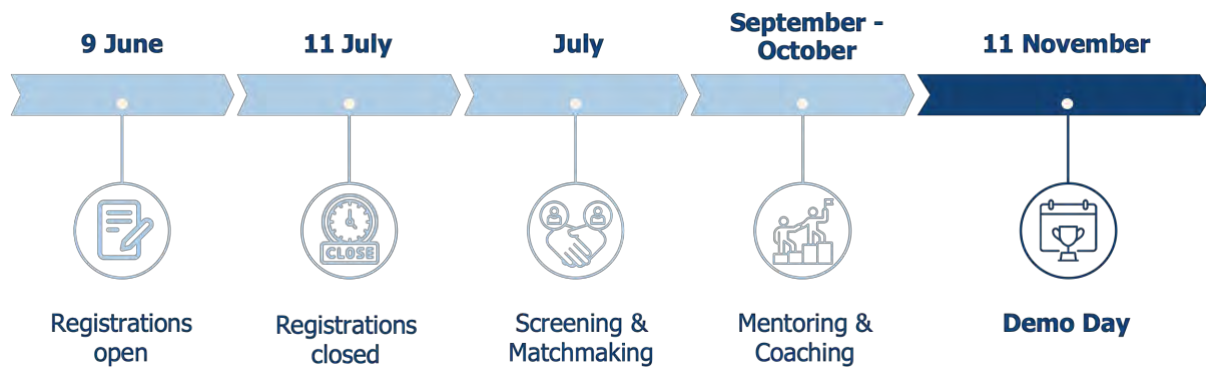 9 June
11 July
July
September -
October
11 November
CLOSE
Registrations
open
Registrations
closed
Screening &
Matchmaking
Mentoring &
Coaching
Demo Day